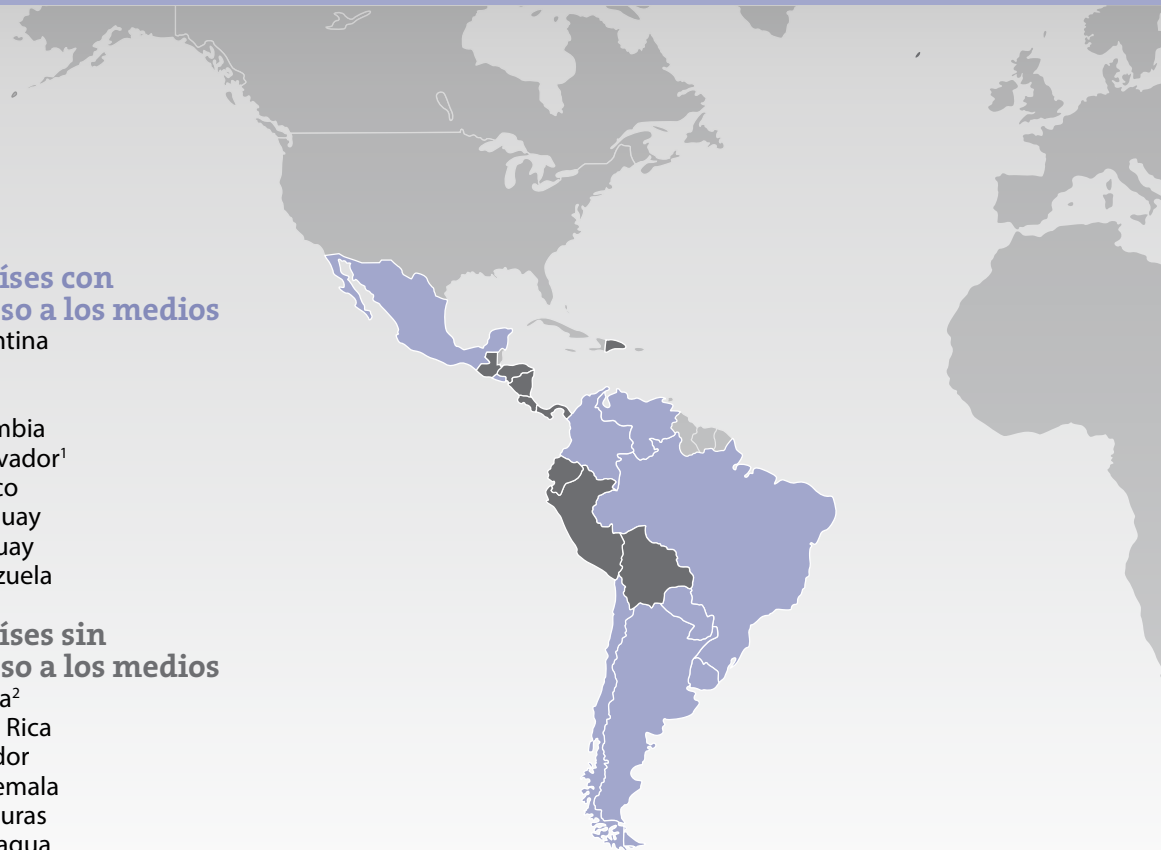 íses con
so a los medios
ntina
mbia
vador¹
co
uay
uay
zuela
íses sin
so a los medios
a²
Rica
dor
emala
uras
agua